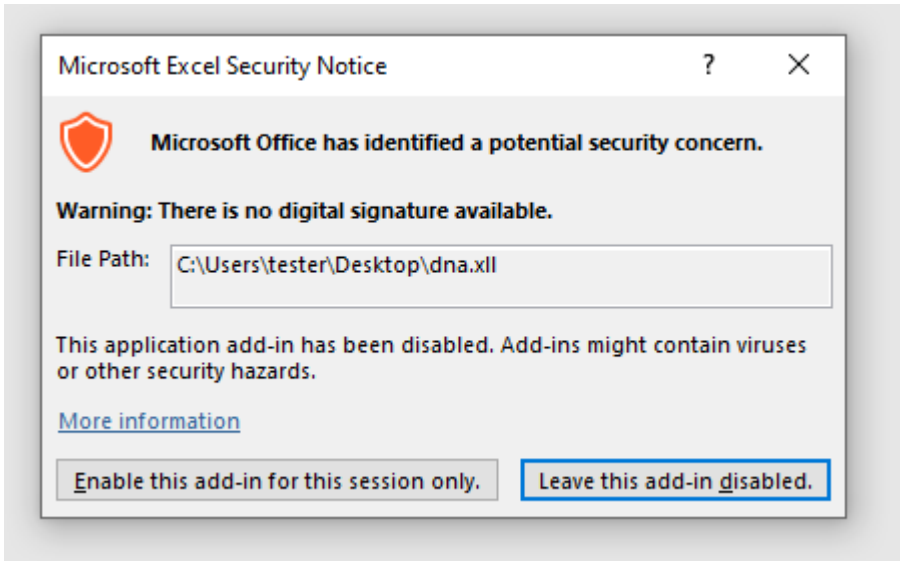 Microsoft Excel Security Notice
?
Microsoft Office has identified a potential security concern.
Warning: There is no digital signature available.
File Path:
C:\Users\tester\Desktop\dna.xll
This application add-in has been disabled. Add-ins might contain viruses
or other security hazards.
More information
Enable this add-in for this session only.
Leave this add-in disabled.